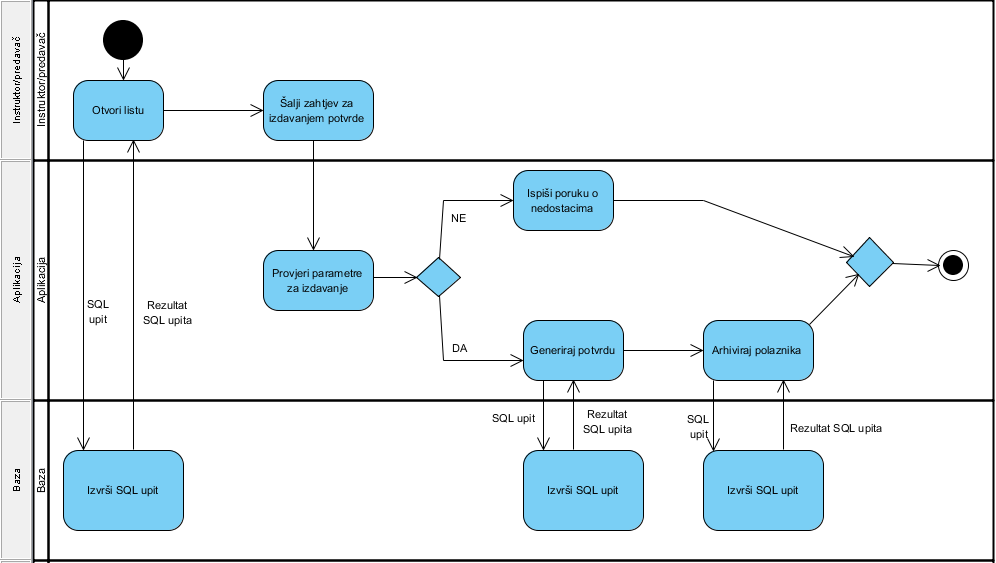 Instruktor/predavač
Instruktor/predavač
Otvori listu
Šalji zahtjev za
izdavanjem potvrde
Aplikacija
Aplikacija
Ispiši poruku o
nedostacima
NE
Provjeri parametre
za izdavanje
SQL
upit
Rezultat
SQL upita
DA
Generiraj potvrdu
Arhiviraj polaznika
SQL upit
Rezultat
SQL upita
SQL
upit
Rezultat SQL upita
Baza
Baza
Izvrši SQL upit
Izvrši SQL upit
Izvrši SQL upit